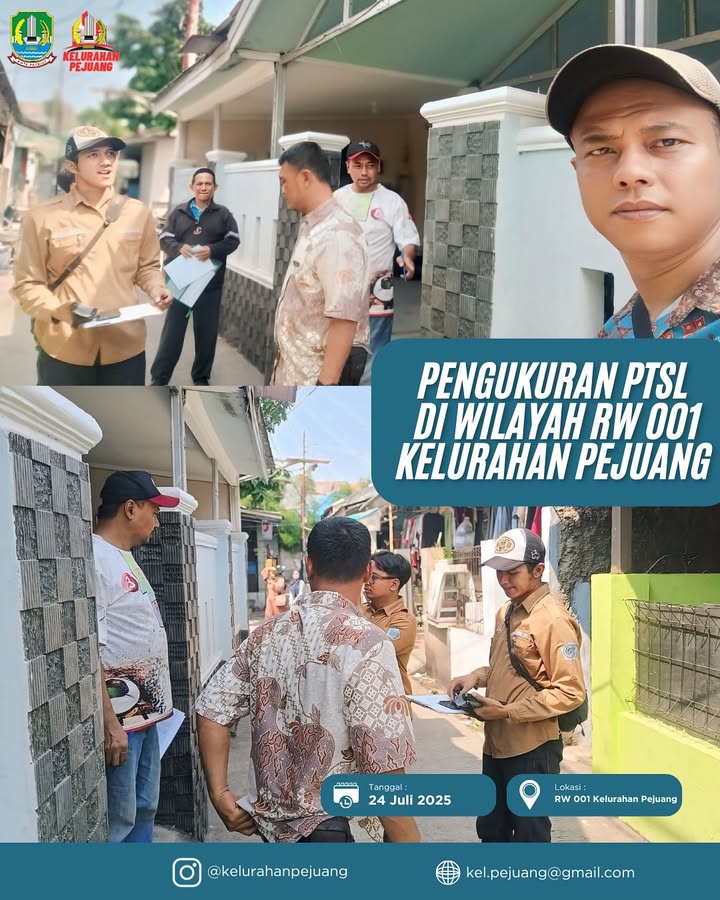 KELURAHAN
PEJUANG
PENGUKURAN PTSL
DI WILAYAH RW 001
KELURAHAN PEJUANG
Tanggal :
24 Juli 2025
Lokasi :
RW 001 Kelurahan Pejuang
@kelurahanpejuang
kel.pejuang@gmail.com